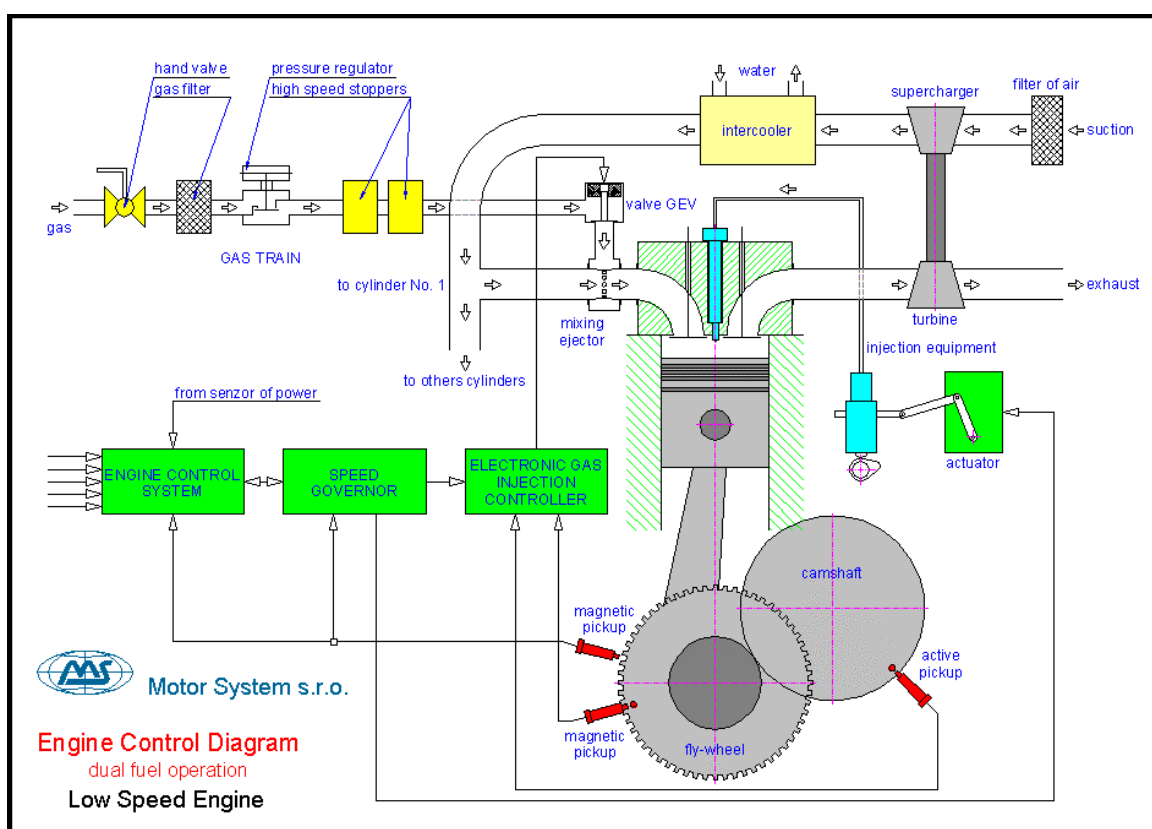 hand valve
gas filter
pressure regulator
high speed stoppers
water
supercharger
filter of air
intercooler
suction
gas
valve GEV
GAS TRAIN
to cylinder No. 1
exhaust
mixing
ejector
turbine
injection equipment
to others cylinders
from senzor of power
actuator
ENGINE CONTROL
SYSTEM
SPEED
GOVERNOR
ELECTRONIC GAS
INJECTION
CONTROLLER
camshaft
magnetic
pickup
active
pickup
MS
Motor System s.r.o.
magnetic
pickup
fly-wheel
Engine Control Diagram
dual fuel operation
Low Speed Engine